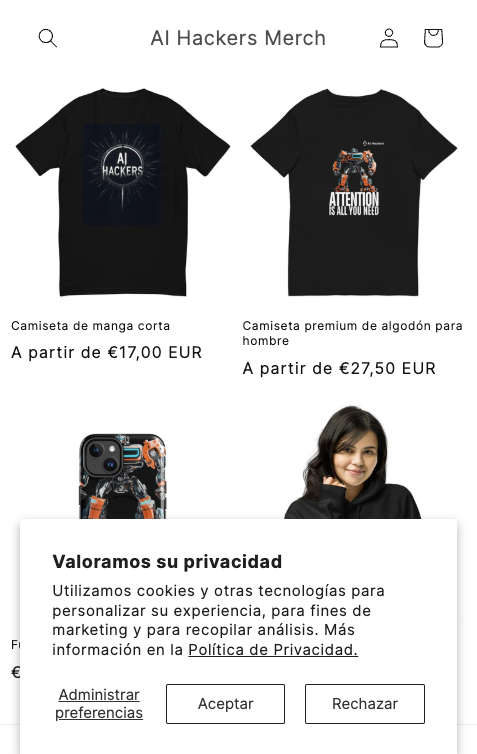 AI Hackers Merch
AI
HACKERS
AI Hackers
ATTENTION
IS ALL YOU NEED
Camiseta de manga corta
A partir de €17,00 EUR
Camiseta premium de algodón para
hombre
A partir de €27,50 EUR
Valoramos su privacidad
Utilizamos cookies y otras tecnologías para
personalizar su experiencia, para fines de
marketing y para recopilar análisis. Más
información en la Política de Privacidad.
Administrar
preferencias
Aceptar
Rechazar